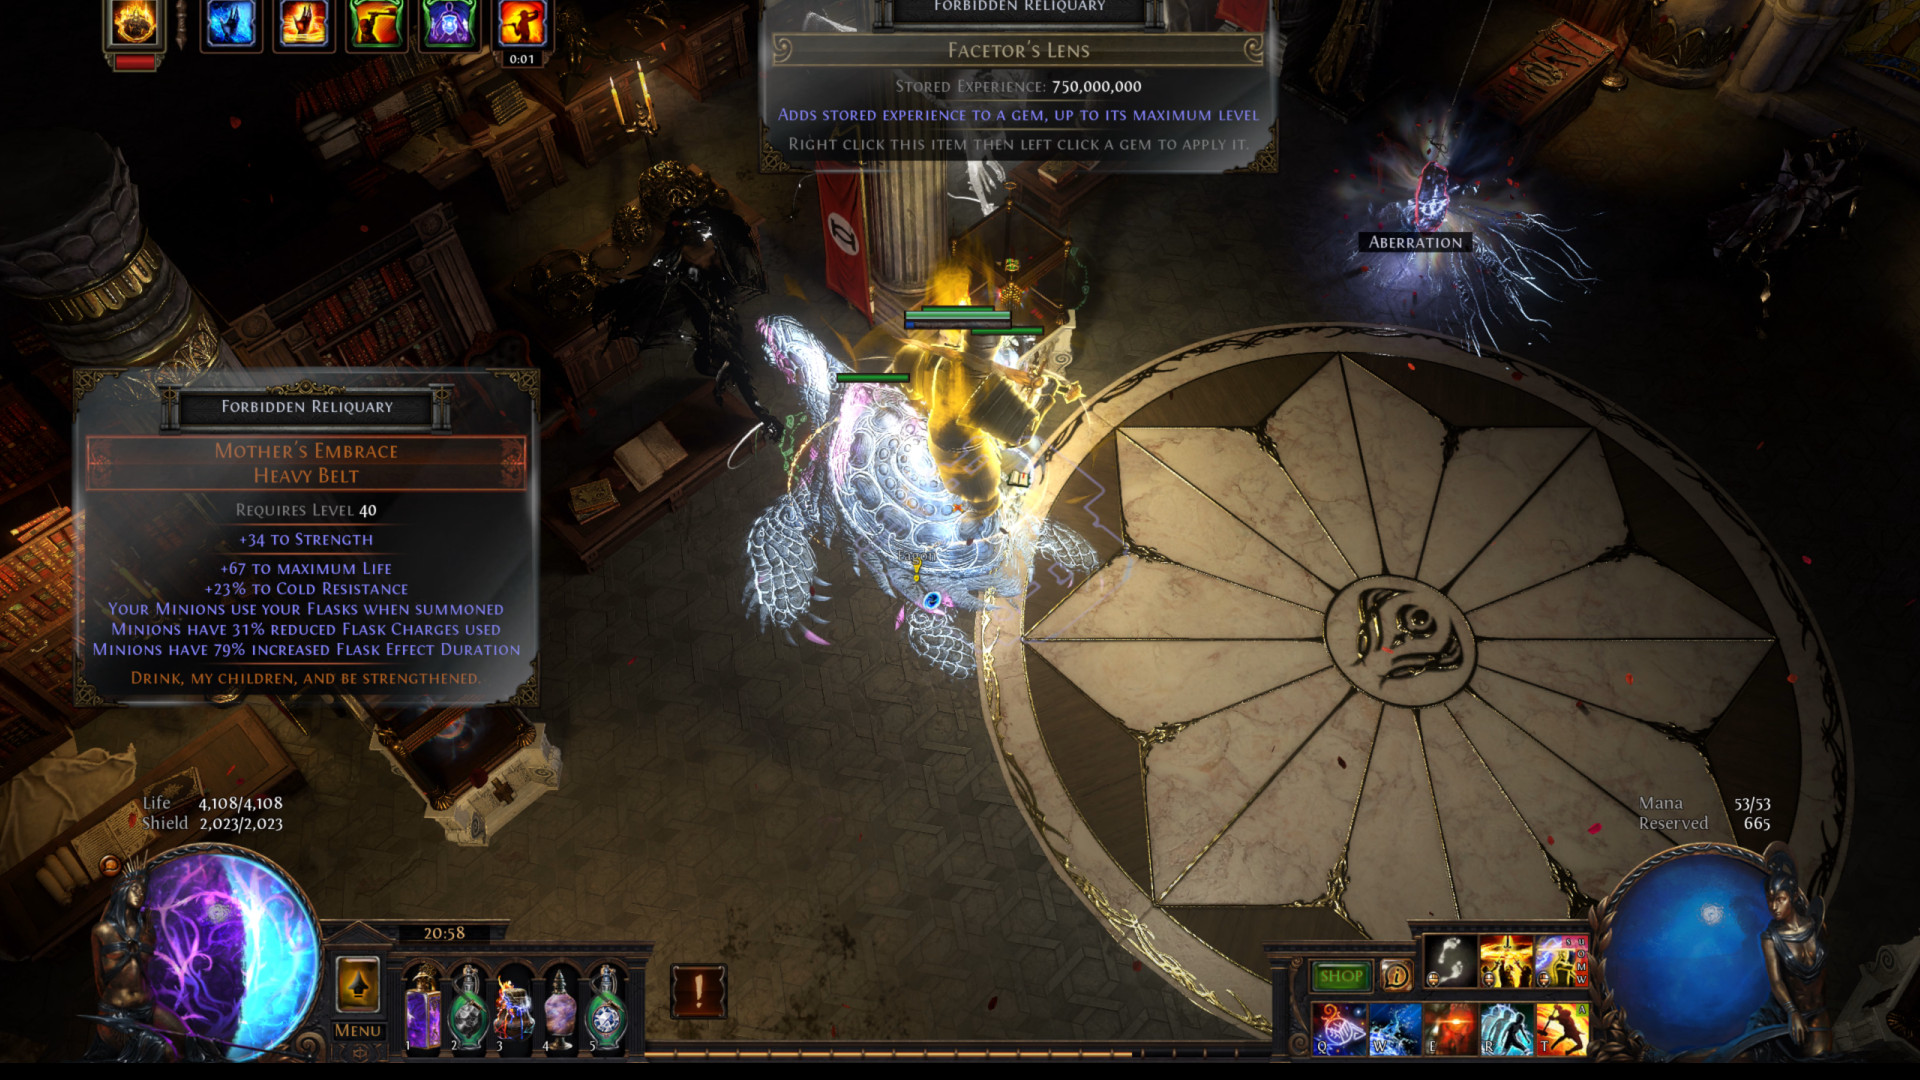 0:01
Forbidden Reliquary
Facetor's Lens
Stored Experience: 750,000,000
Adds stored experience to a gem, up to its maximum level
Right click this item then left click a gem to apply it.
Aberration
Forbidden Reliquary
Mother's Embrace
Heavy Belt
Requires Level 40
+34 to Strength
+67 to maximum Life
+23% to Cold Resistance
Your Minions use your Flasks when summoned
Minions have 31% reduced Flask Charges used
Minions have 79% increased Flask Effect Duration
Drink, my children, and be strengthened.
Life 4,108/4,108
Shield 2,023/2,023
Mana 53/53
Reserved 665
20:58
Menu
1 2 3 4 5
SHOP
Q W E R T
A